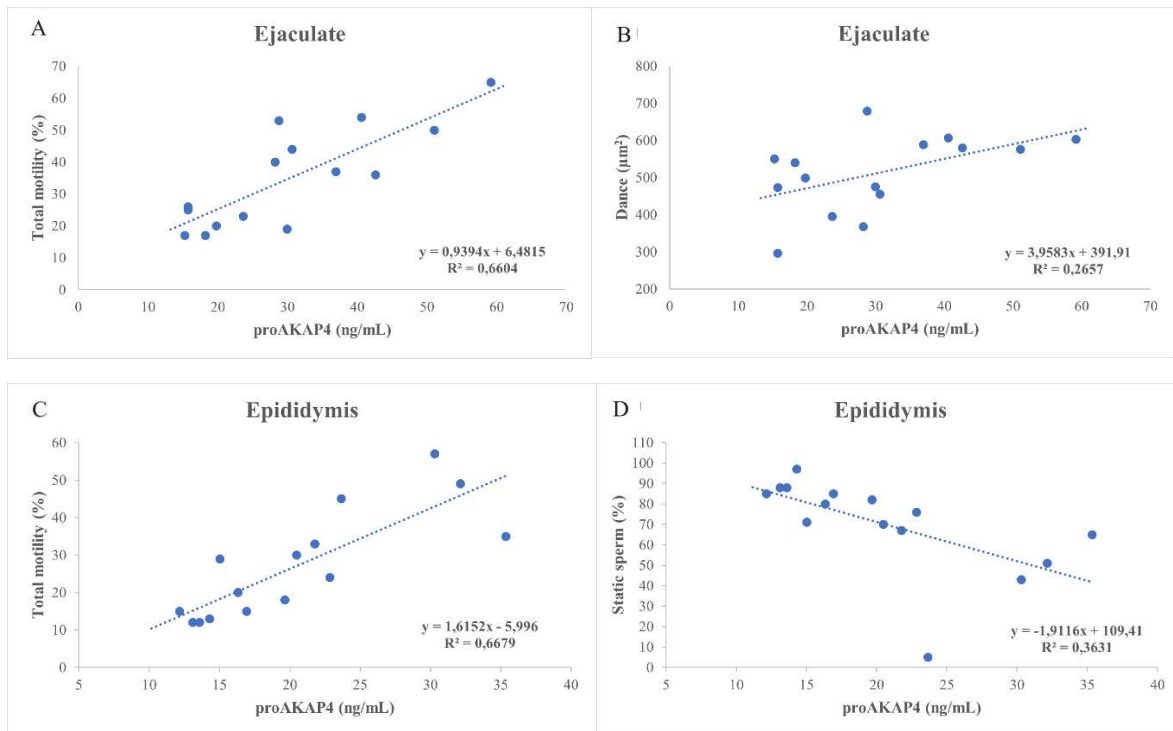 A
Ejaculate
70
60
50
40
30
20
10
0
Total motility (%)
y = 0,9394x + 6,4815
R² = 0,6604
0 10 20 30 40 50 60 70
proAKAP4 (ng/mL)
B
Ejaculate
800
700
600
500
400
300
200
Dance (µm²)
y = 3,9583x + 391,91
R² = 0,2657
0 10 20 30 40 50 60 70
proAKAP4 (ng/mL)
C
Epididymis
60
50
40
30
20
10
0
Total motility (%)
y = 1,6152x - 5,996
R² = 0,6679
5 10 15 20 25 30 35 40
proAKAP4 (ng/mL)
D
Epididymis
110
100
90
80
70
60
50
40
30
20
10
0
Static sperm (%)
y = -1,9116x + 109,41
R² = 0,3631
5 10 15 20 25 30 35 40
proAKAP4 (ng/mL)